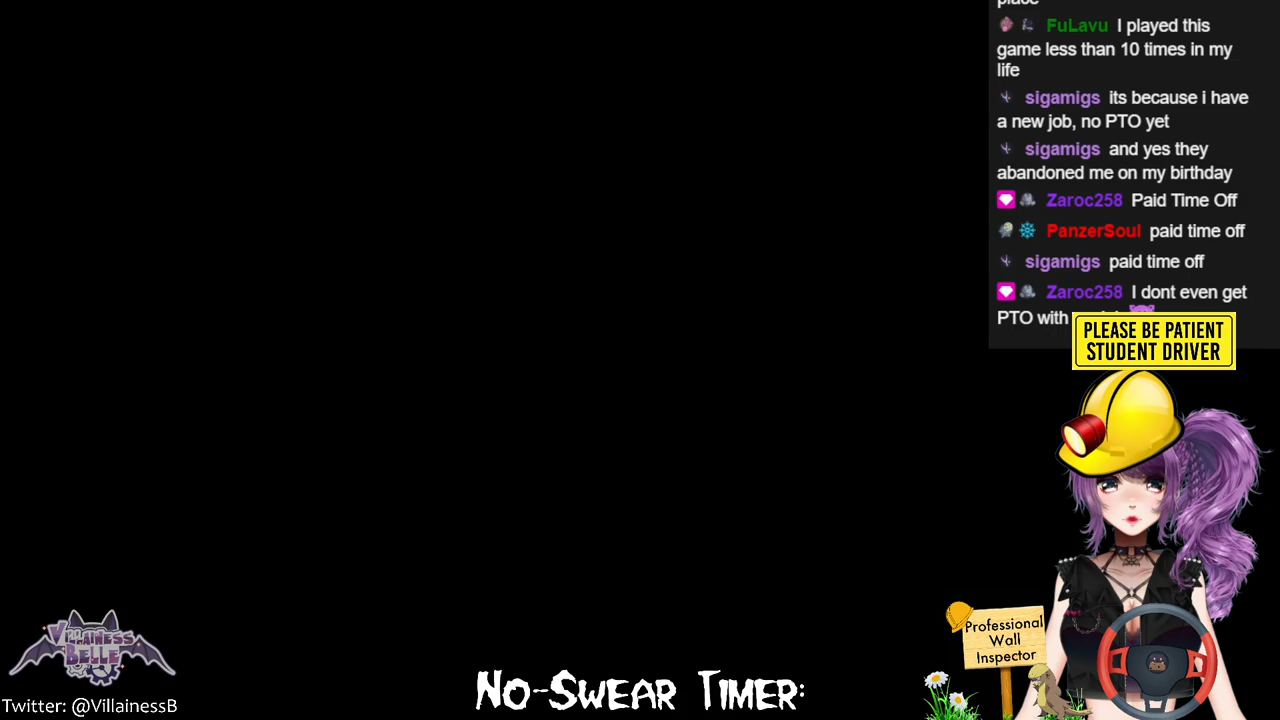 place
FuLavu I played this
game less than 10 times in my
life
sigamigs its because i have
a new job, no PTO yet
sigamigs and yes they
abandoned me on my birthday
Zaroc258 Paid Time Off
PanzerSoul paid time off
sigamigs paid time off
Zaroc258 I dont even get
PTO with
PLEASE BE PATIENT
STUDENT DRIVER
Professional
Wall
Inspector
Villainess
Belle
No-Swear Timer:
Twitter: @VillainessB